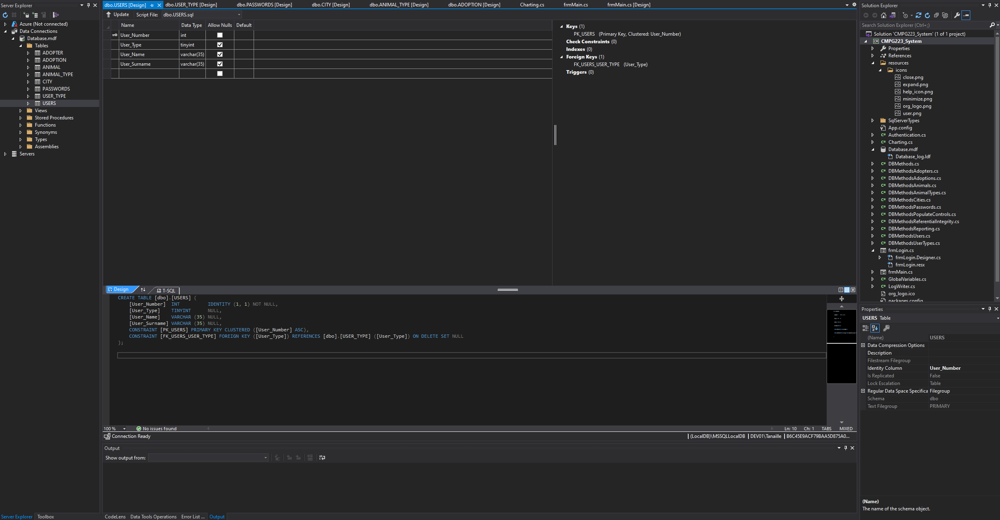 Server Explorer
Azure (Not connected)
Data Connections
Database.mdf
Tables
ADOPTER
ADOPTION
ANIMAL
ANIMAL_TYPE
CITY
PASSWORDS
USER_TYPE
USERS
Views
Stored Procedures
Functions
Synonyms
Types
Assemblies
Servers
Server Explorer Toolbox
dbo.USERS [Design] dbo.USER_TYPE [Design] dbo.PASSWORDS [Design] dbo.CITY [Design] dbo.ANIMAL_TYPE [Design] dbo.ADOPTION [Design] Charting.cs frmMain.cs frmMain.cs [Design]
Update Script File: dbo.USERS.sql
Name Data Type Allow Nulls Default
User_Number int
User_Type tinyint
User_Name varchar(35)
User_Surname varchar(35)
Keys (1)
PK_USERS (Primary Key, Clustered: User_Number)
Check Constraints (0)
Indexes (0)
Foreign Keys (1)
FK_USERS_USER_TYPE (User_Type)
Triggers (0)
Design T-SQL
CREATE TABLE [dbo].[USERS] (
[User_Number] INT IDENTITY (1, 1) NOT NULL,
[User_Type] TINYINT NULL,
[User_Name] VARCHAR (35) NULL,
[User_Surname] VARCHAR (35) NULL,
CONSTRAINT [PK_USERS] PRIMARY KEY CLUSTERED ([User_Number] ASC),
CONSTRAINT [FK_USERS_USER_TYPE] FOREIGN KEY ([User_Type]) REFERENCES [dbo].[USER_TYPE] ([User_Type]) ON DELETE SET NULL
);
100 % No issues found Ln: 10 Ch: 1 TABS MIXED
Connection Ready (LocalDB)\MSSQLLocalDB DEV01\Tanaille B6C45E9ACF79BAA5D875A0...
Output
Show output from:
CodeLens Data Tools Operations Error List ... Output
Solution Explorer
Search Solution Explorer (Ctrl+;)
Solution 'CMPG223_System' (1 of 1 project)
CMPG223_System
Properties
References
resources
icons
close.png
expand.png
help_icon.png
minimize.png
org_logo.png
user.png
SqlServerTypes
App.config
Authentication.cs
Charting.cs
Database.mdf
Database_log.ldf
DBMethods.cs
DBMethodsAdopters.cs
DBMethodsAdoptions.cs
DBMethodsAnimals.cs
DBMethodsAnimalTypes.cs
DBMethodsCities.cs
DBMethodsPasswords.cs
DBMethodsPopulateControls.cs
DBMethodsReferentialIntegrity.cs
DBMethodsReporting.cs
DBMethodsUsers.cs
DBMethodsUserTypes.cs
frmLogin.cs
frmLogin.Designer.cs
frmLogin.resx
frmMain.cs
GlobalVariables.cs
LogWriter.cs
org_logo.ico
packages.config
Properties
USERS Table
(Name) USERS
Data Compression Options
Description
Filestream Filegroup
Identity Column User_Number
Is Replicated False
Lock Escalation Table
Regular Data Space Specifica Filegroup
Schema dbo
Text Filegroup PRIMARY
(Name)
The name of the schema object.